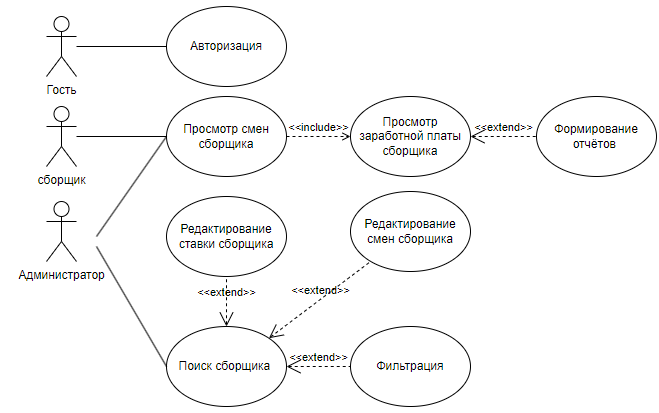 Авторизация
Гость
Просмотр смен
сборщика
<<include>>
Просмотр
заработной платы
сборщика
<<extend>>
Формирование
отчётов
сборщик
Редактирование
ставки сборщика
Редактирование
смен сборщика
Администратор
<<extend>>
<<extend>>
Поиск сборщика
<<extend>>
Фильтрация